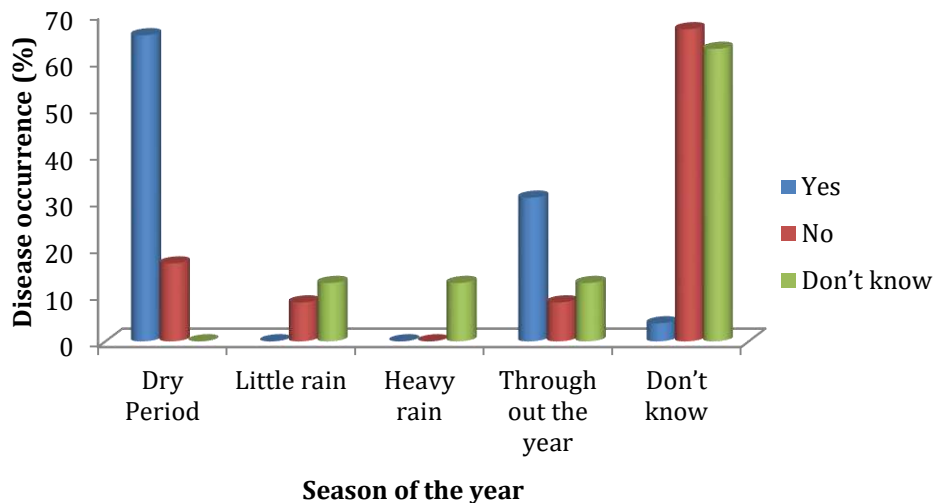 Disease occurrence (%)
70
60
50
40
30
20
10
0
Dry
Period
Little rain
Heavy
rain
Through
out the
year
Don't
know
Season of the year
Yes
No
Don't know